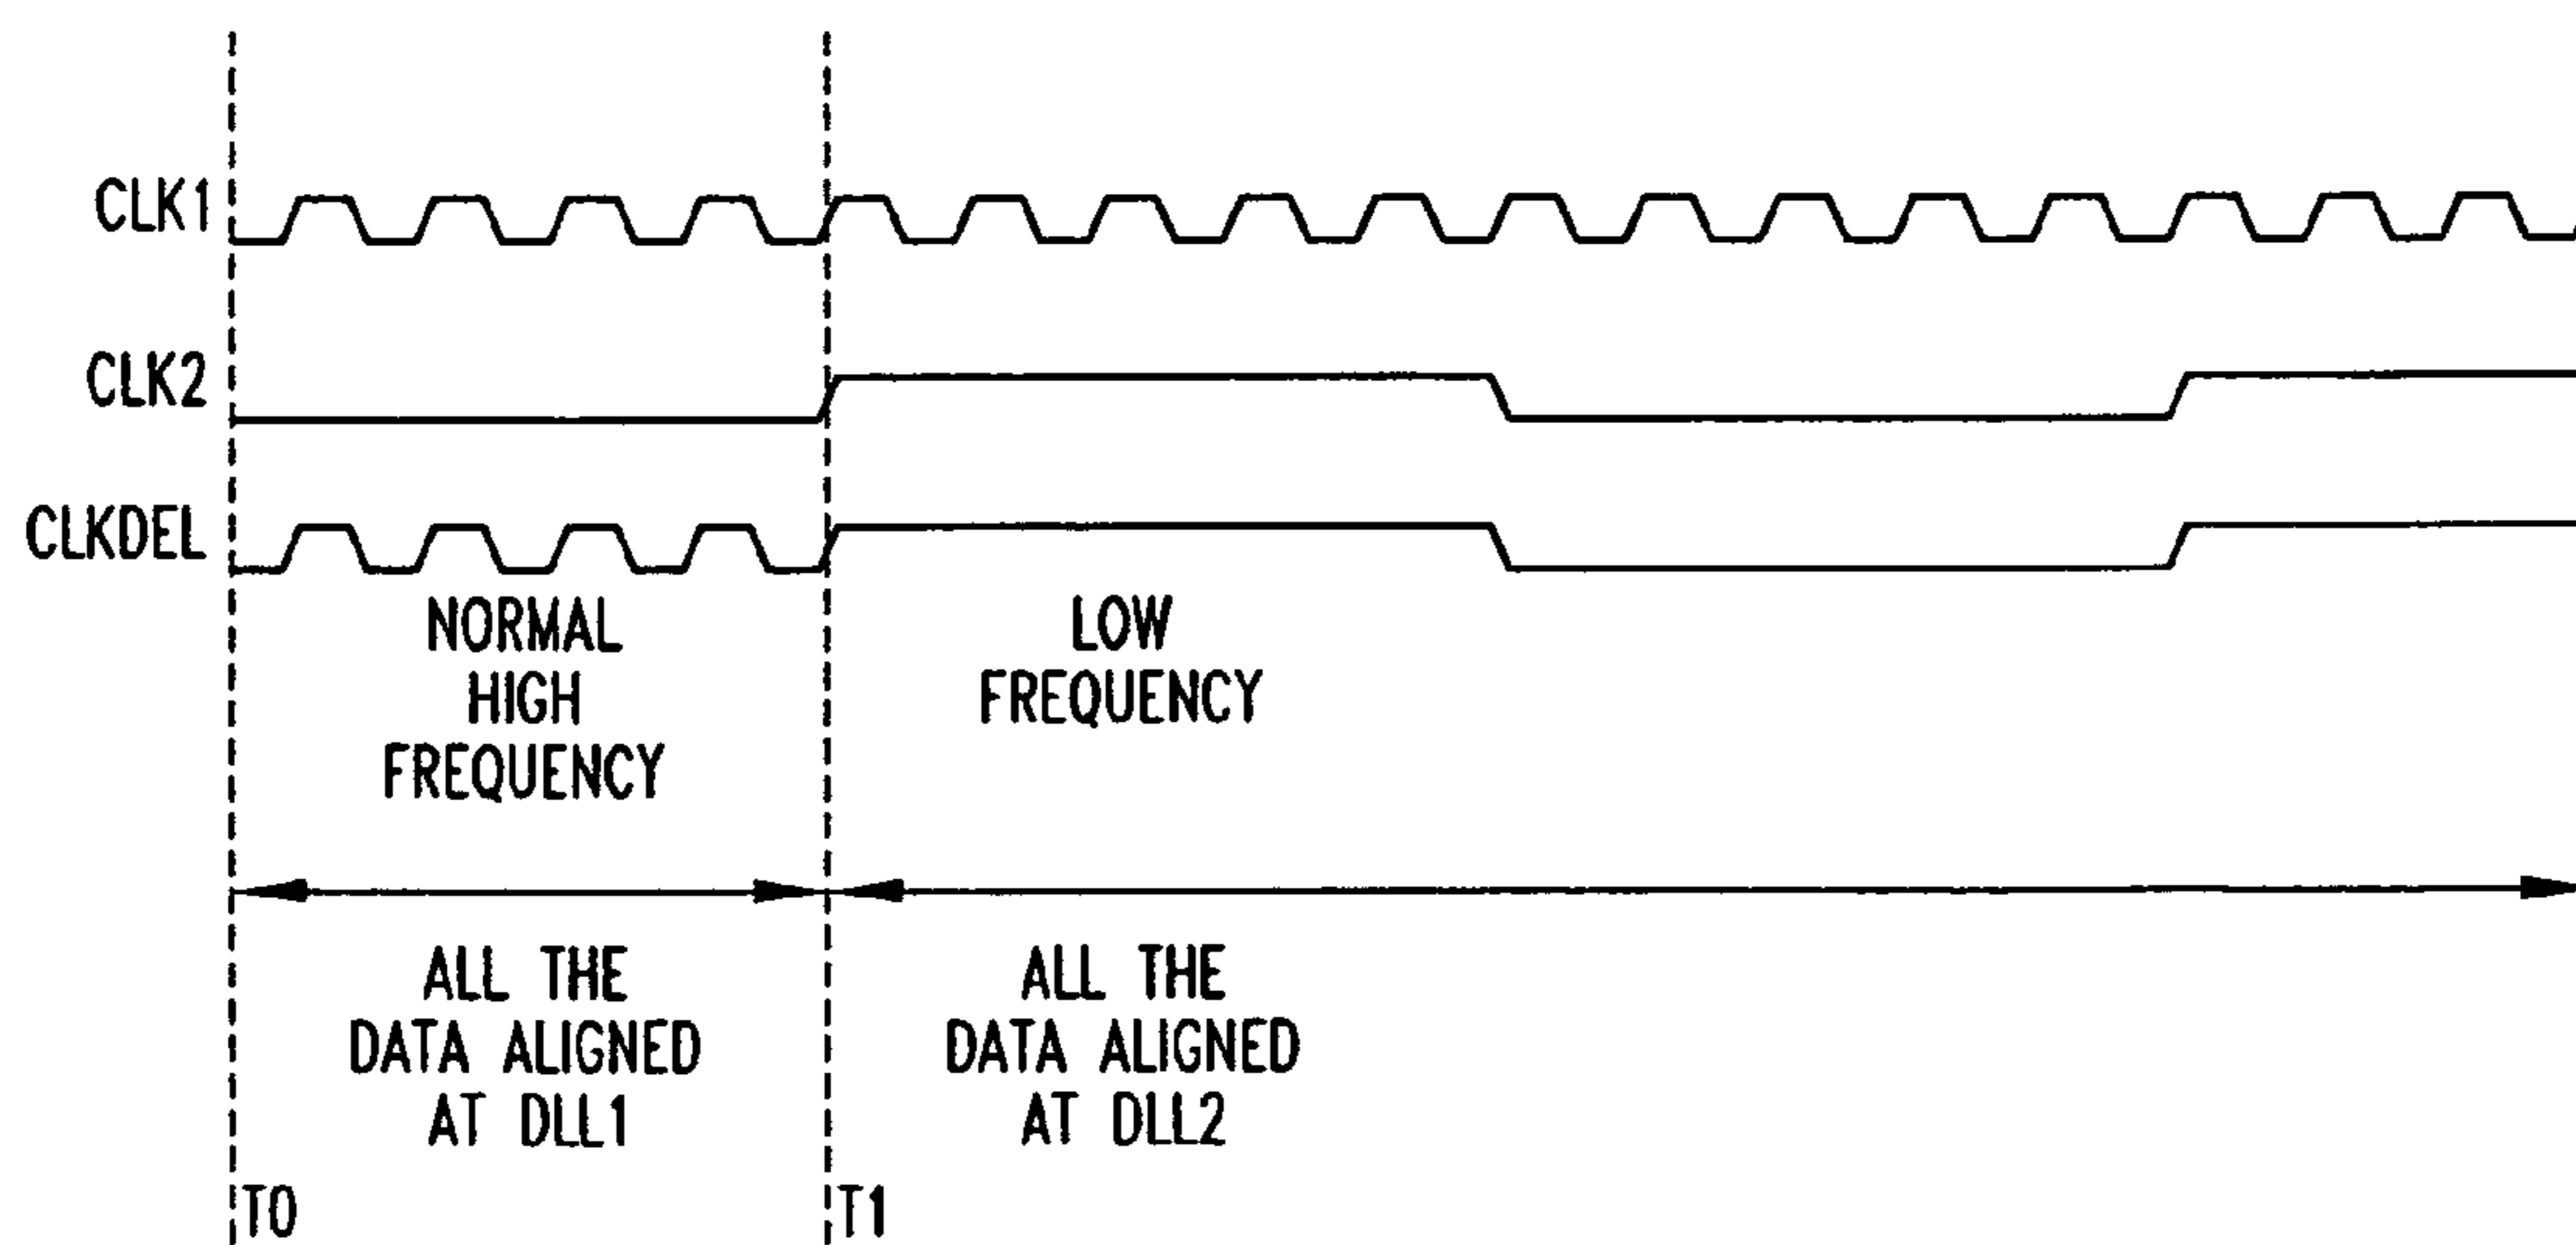 CLK1
CLK2
CLKDEL
NORMAL
HIGH
FREQUENCY
LOW
FREQUENCY
ALL THE
DATA ALIGNED
AT DLL1
ALL THE
DATA ALIGNED
AT DLL2
T0
T1